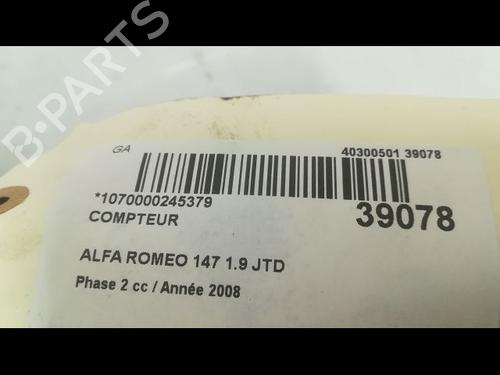 B-PARTS
GA
40300501 39078
*1070000245379
39078
COMPTEUR
ALFA ROMEO 147 1.9 JTD
Phase 2 cc / Année 2008